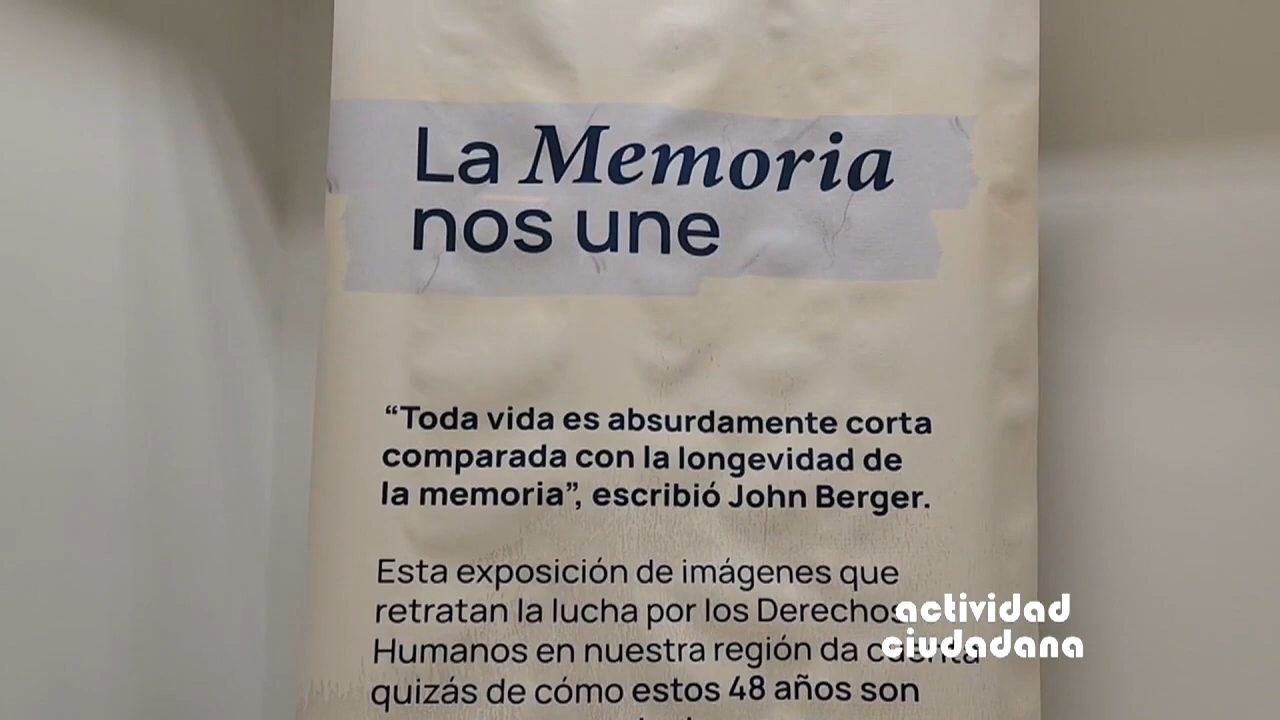 La Memoria
nos une
“Toda vida es absurdamente corta
comparada con la longevidad de
la memoria”, escribió John Berger.
Esta exposición de imágenes que
retratan la lucha por los Derechos
Humanos en nuestra región da cuenta
quizás de cómo estos 48 años son
actividad
ciudadana